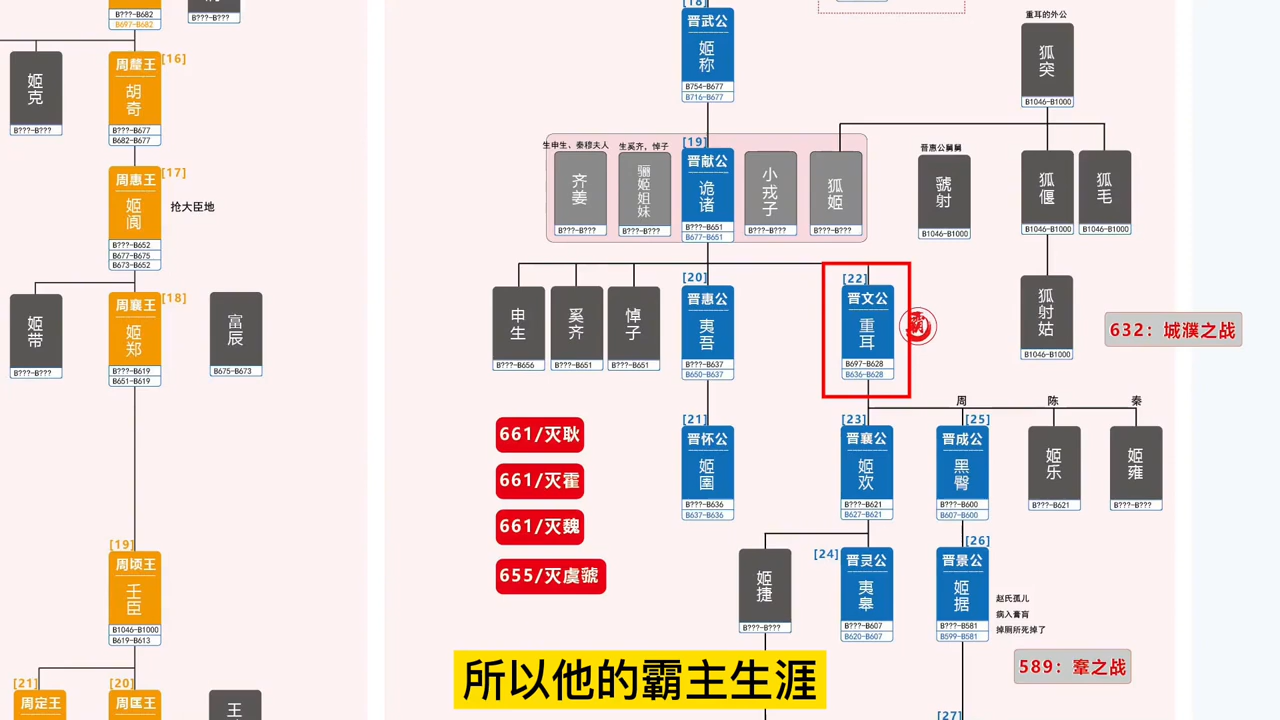 B???-B682
B697-B682
B???-B???
姬克
B???-B???
[16]
周釐王
胡奇
B???-B677
B682-B677
[17]
周惠王
姬阆
B???-B652
B677-B675
B673-B652
抢大臣地
[18]
周襄王
姬郑
B???-B619
B651-B619
姬带
B???-B???
富辰
B675-B673
[19]
周顷王
壬臣
B1046-B1000
B619-B613
[21]
周定王
[20]
周匡王
王
[18]
晋武公
姬称
B754-B677
B716-B677
生申生、秦穆夫人
齐姜
B???-B???
生奚齐,悼子
骊姬姐妹
B???-B???
[19]
晋献公
诡诸
B???-B651
B677-B651
小戎子
B???-B???
狐姬
B???-B???
晋惠公舅舅
虢射
B1046-B1000
重耳的外公
狐突
B1046-B1000
狐偃
B1046-B1000
狐毛
B1046-B1000
狐射姑
B1046-B1000
申生
B???-B656
奚齐
B???-B651
悼子
B???-B651
[20]
晋惠公
夷吾
B???-B637
B650-B637
[22]
晋文公
重耳
B697-B628
B636-B628
霸
632:城濮之战
661/灭耿
661/灭霍
661/灭魏
655/灭虞虢
[21]
晋怀公
姬圉
B???-B636
B637-B636
[23]
晋襄公
姬欢
B???-B621
B627-B621
周
[25]
晋成公
黑臀
B???-B600
B607-B600
陈
姬乐
B???-B621
秦
姬雍
B???-B???
姬捷
B???-B???
[24]
晋灵公
夷皋
B???-B607
B620-B607
[26]
晋景公
姬据
B???-B581
B599-B581
赵氏孤儿
病入膏肓
掉厕所死掉了
589:鞌之战
[27]
所以他的霸主生涯